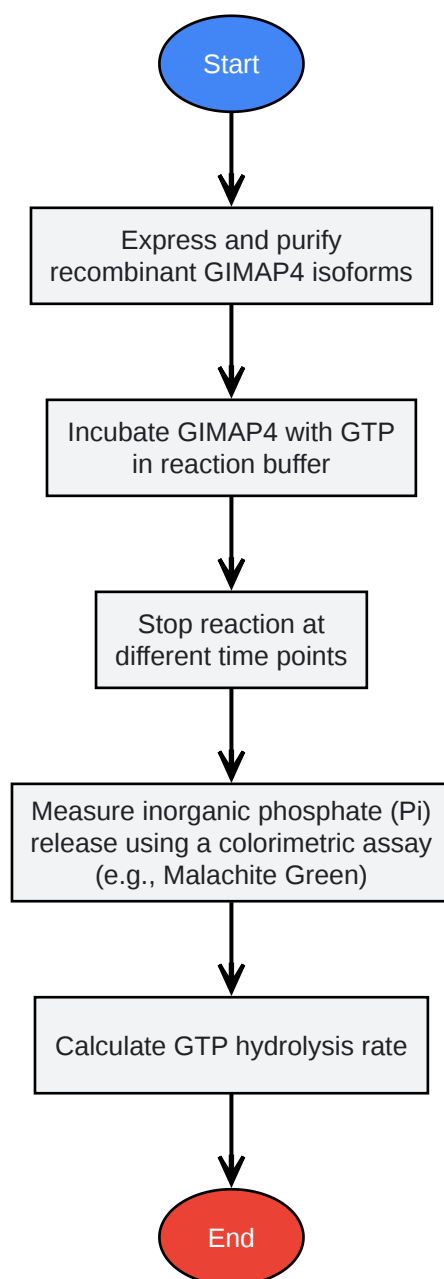 Start
Express and purify
recombinant GIMAP4 isoforms
Incubate GIMAP4 with GTP
in reaction buffer
Stop reaction at
different time points
Measure inorganic phosphate (Pi)
release using a colorimetric assay
(e.g., Malachite Green)
Calculate GTP hydrolysis rate
End